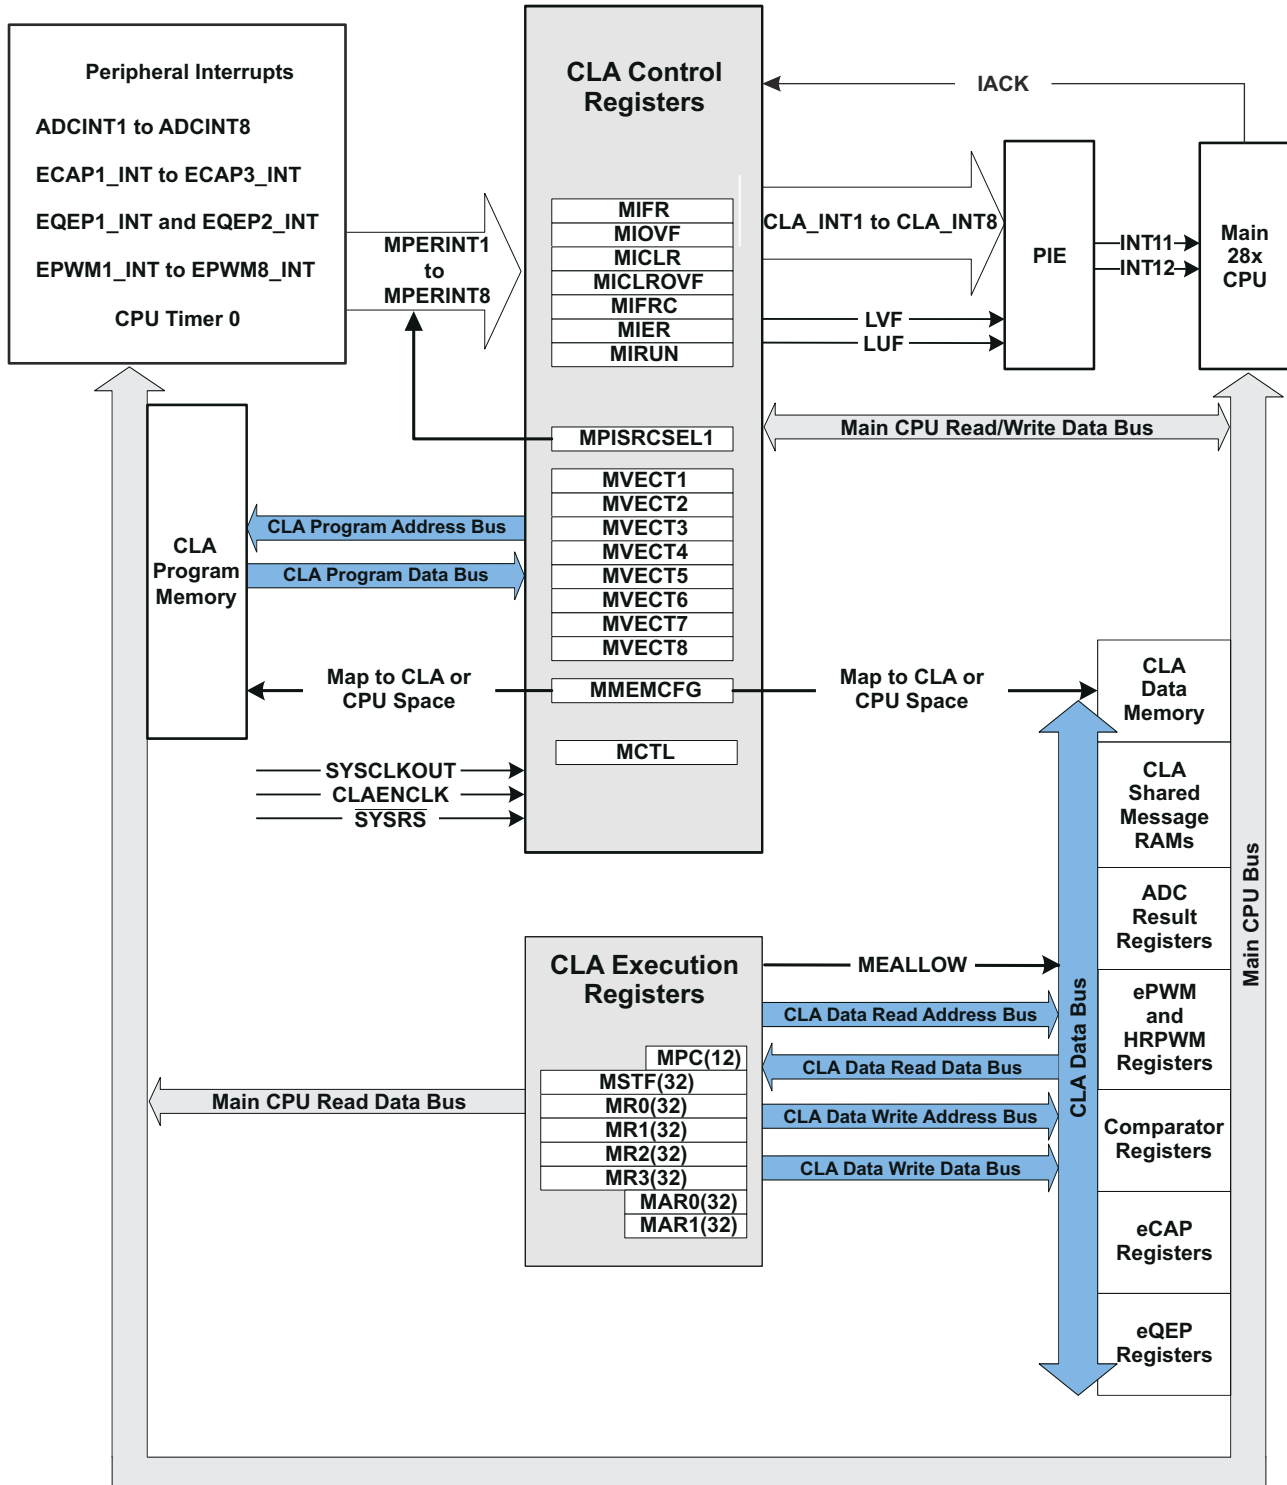 Peripheral Interrupts
ADCINT1 to ADCINT8
ECAP1_INT to ECAP3_INT
EQEP1_INT and EQEP2_INT
EPWM1_INT to EPWM8_INT
CPU Timer 0
MPERINT1
to
MPERINT8
CLA Control
Registers
MIFR
MIOVF
MICLR
MICLROVF
MIFRC
MIER
MIRUN
MPISRCSEL1
MVECT1
MVECT2
MVECT3
MVECT4
MVECT5
MVECT6
MVECT7
MVECT8
MMEMCFG
MCTL
IACK
CLA_INT1 to CLA_INT8
LVF
LUF
PIE
INT11
INT12
Main
28x
CPU
Main CPU Read/Write Data Bus
CLA
Program
Memory
CLA Program Address Bus
CLA Program Data Bus
Map to CLA or
CPU Space
Map to CLA or
CPU Space
SYSCLKOUT
CLAENCLK
SYSRS
CLA
Data
Memory
CLA
Shared
Message
RAMs
ADC
Result
Registers
ePWM
and
HRPWM
Registers
Comparator
Registers
eCAP
Registers
eQEP
Registers
Main CPU Bus
CLA Data Bus
CLA Execution
Registers
MPC(12)
MSTF(32)
MR0(32)
MR1(32)
MR2(32)
MR3(32)
MAR0(32)
MAR1(32)
MEALLOW
CLA Data Read Address Bus
CLA Data Read Data Bus
CLA Data Write Address Bus
CLA Data Write Data Bus
Main CPU Read Data Bus